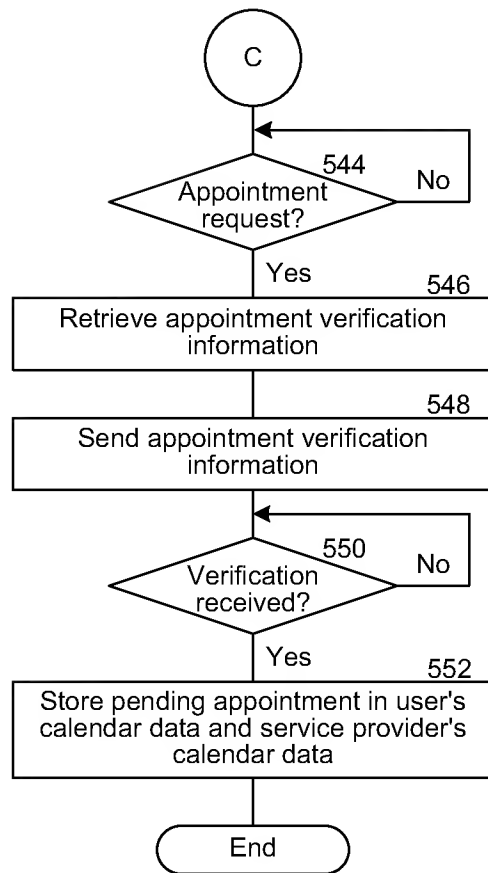 C
544
Appointment
request?
No
Yes
546
Retrieve appointment verification
information
548
Send appointment verification
information
550
Verification
received?
No
Yes
552
Store pending appointment in user's
calendar data and service provider's
calendar data
End